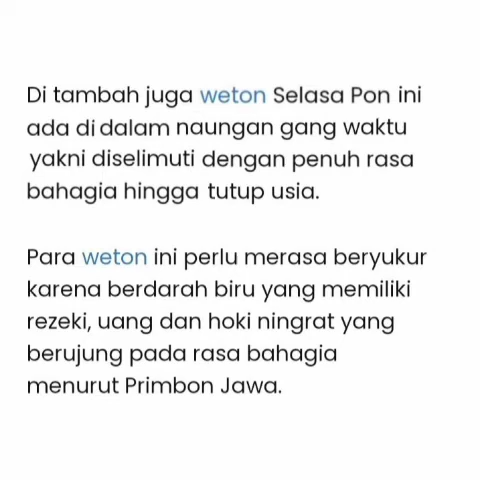 Di tambah juga weton Selasa Pon ini
ada di dalam naungan gang waktu
yakni diselimuti dengan penuh rasa
bahagia hingga tutup usia.
Para weton ini perlu merasa beryukur
karena berdarah biru yang memiliki
rezeki, uang dan hoki ningrat yang
berujung pada rasa bahagia
menurut Primbon Jawa.